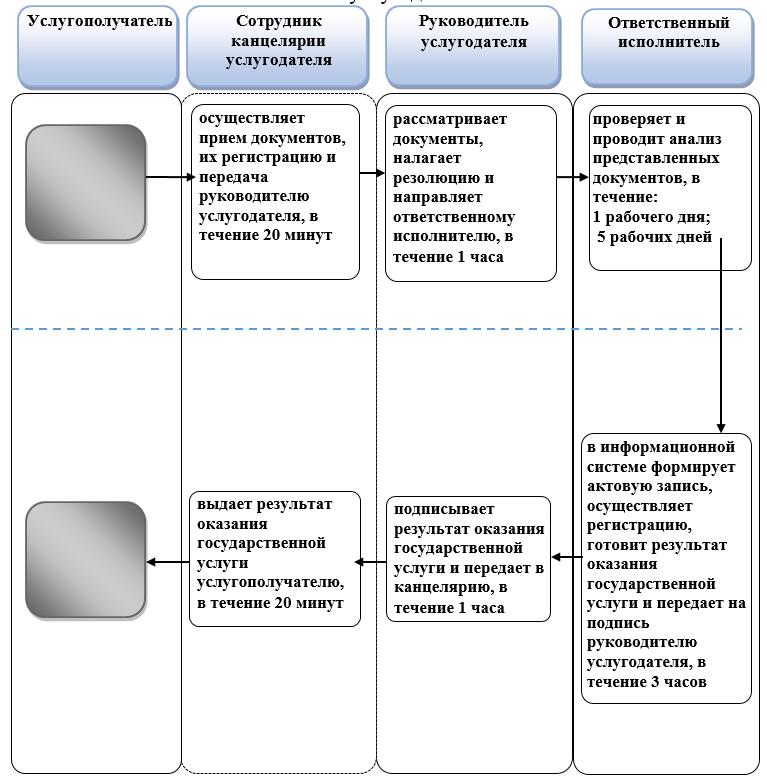 Услугополучатель
Сотрудник
канцелярии
услугодателя
Руководитель
услугодателя
Ответственный
исполнитель
осуществляет
прием документов,
их регистрацию и
передача
руководителю
услугодателя, в
течение 20 минут
рассматривает
документы,
налагает
резолюцию и
направляет
ответственному
исполнителю, в
течение 1 часа
проверяет и
проводит анализ
представленных
документов, в
течение:
1 рабочего дня;
5 рабочих дней
в информационной
системе формирует
актовую запись,
осуществляет
регистрацию,
готовит результат
оказания
государственной
услуги и передает на
подпись
руководителю
услугодателя, в
течение 3 часов
подписывает
результат оказания
государственной
услуги и передает в
канцелярию, в
течение 1 часа
выдает результат
оказания
государственной
услуги
услугополучателю,
в течение 20 минут